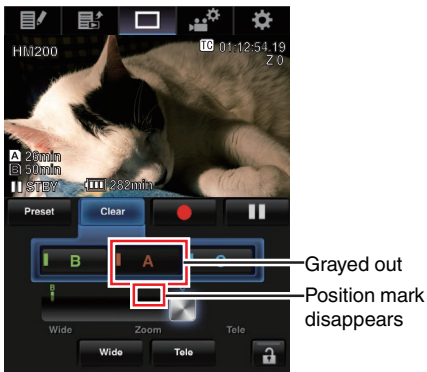 HM200
TC 01:12:54.19
Z 0
A 26min
B 50min
STBY
282min
Preset
Clear
B
A
C
Grayed out
B
C
Position mark
disappears
Wide
Zoom
Tele
Wide
Tele